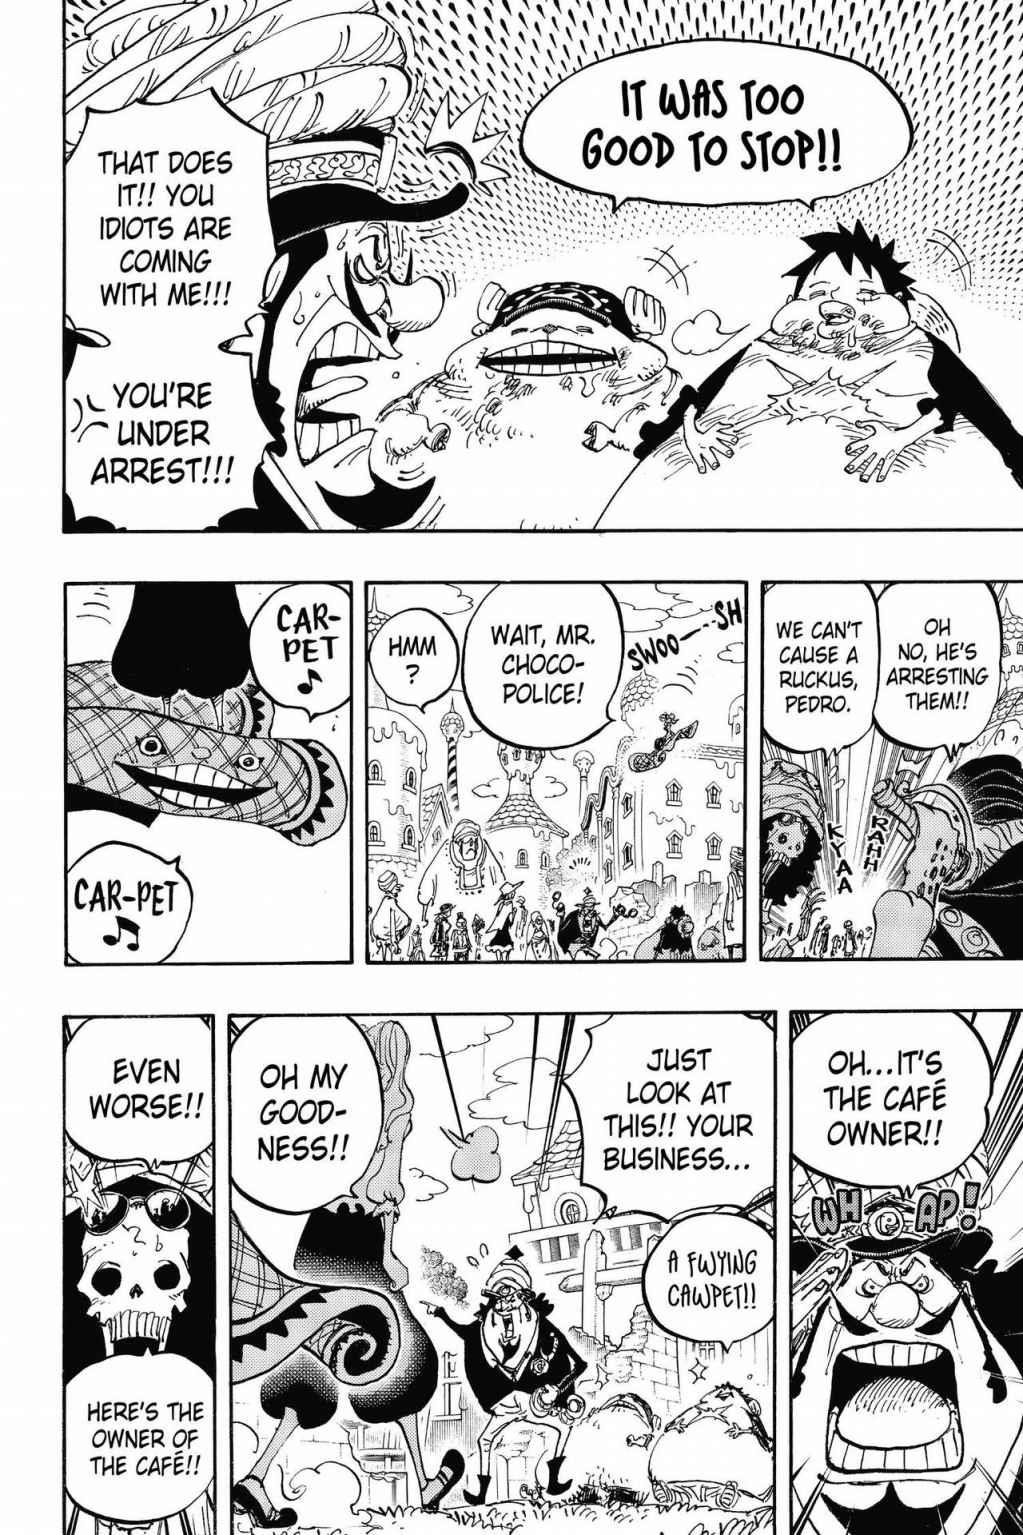 IT WAS TOO
GOOD TO STOP!!
THAT DOES
IT!! YOU
IDIOTS ARE
COMING
WITH ME!!!
YOU'RE
UNDER
ARREST!!!
OH
NO, HE'S
ARRESTING
THEM!!
WE CAN'T
CAUSE A
RUCKUS,
PEDRO.
RAHH
KYAA
SWOO---SH
WAIT, MR.
CHOCO-
POLICE!
HMM
?
CAR-
PET
♪
CAR-PET
♫
OH...IT'S
THE CAFÉ
OWNER!!
WHAP!
JUST
LOOK AT
THIS!! YOUR
BUSINESS...
A FWYING
CAWPET!!
OH MY
GOOD-
NESS!!
EVEN
WORSE!!
HERE'S THE
OWNER OF
THE CAFÉ!!